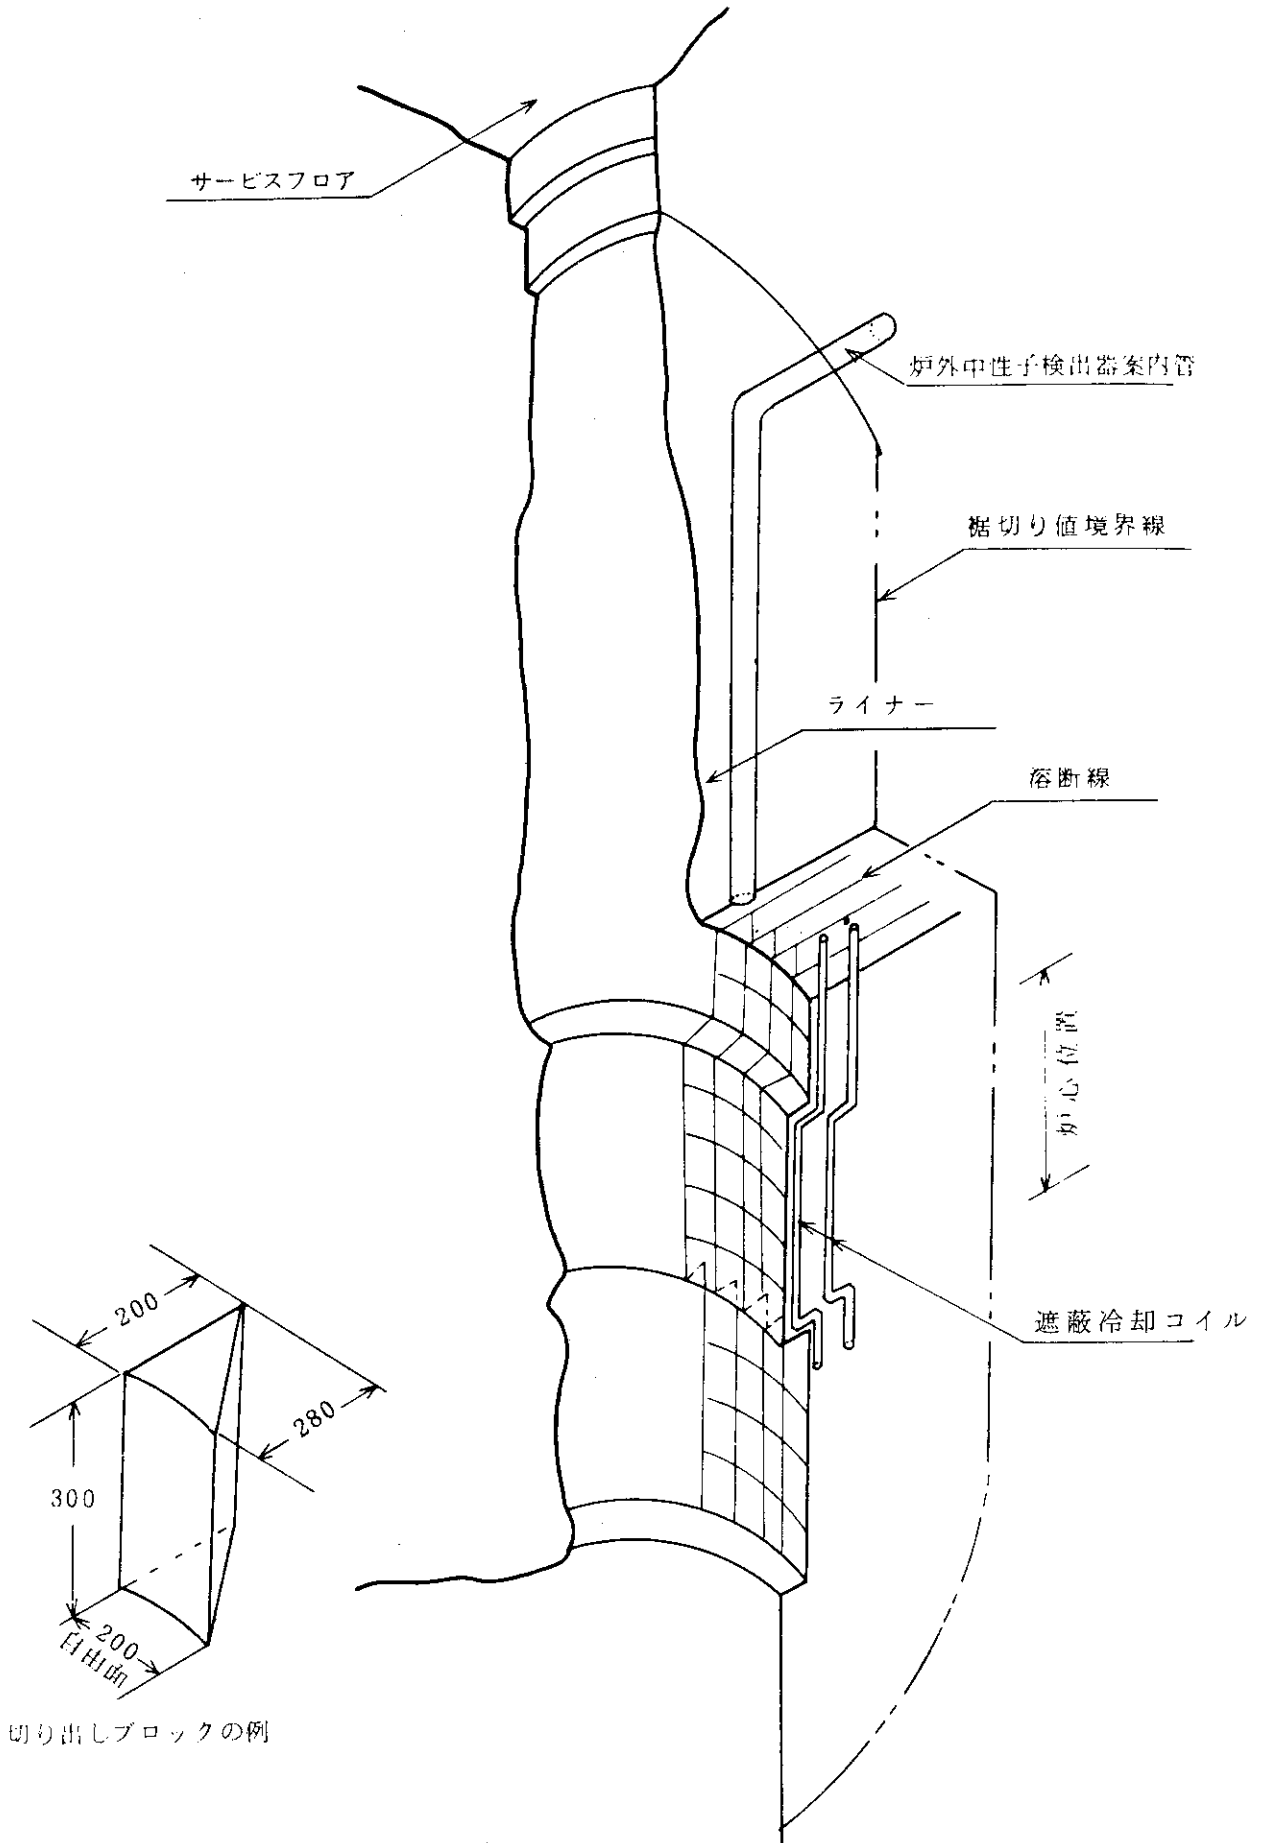 サービスフロア
炉外中性子検出器案内管
裾切り値境界線
ライナー
溶断線
炉心位置
遮蔽冷却コイル
200
280
300
200
自由面
切り出しブロックの例